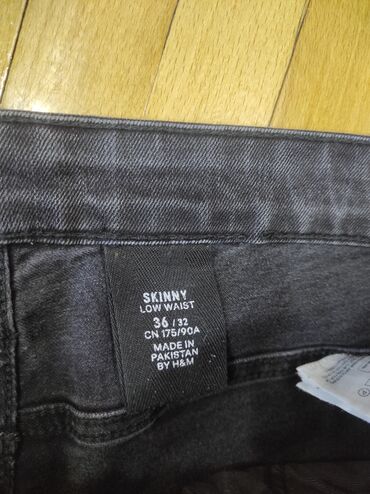 SKINNY
LOW WAIST
36 / 32
CN 175/90A
MADE IN
PAKISTAN
BY H&M